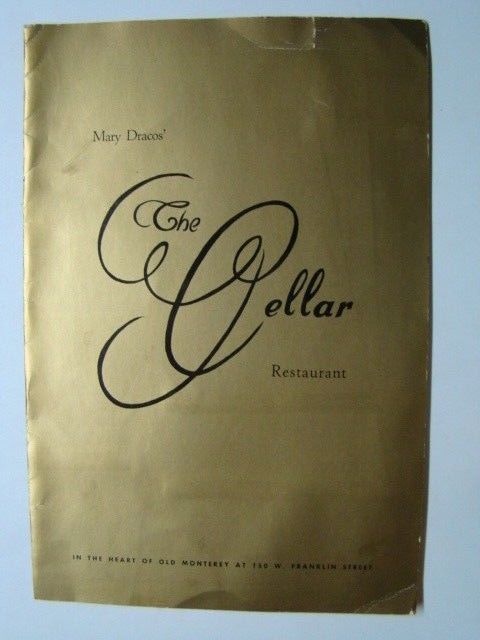 Mary Dracos'
The
Cellar
Restaurant
IN THE HEART OF OLD MONTEREY AT 150 W. FRANKLIN STREET